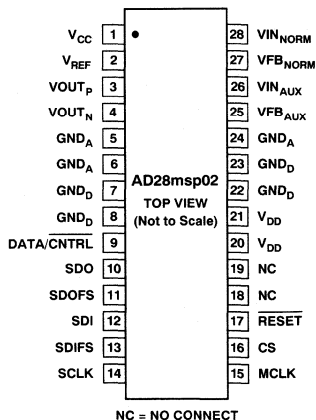 VCC 1 28 VINNORM
VREF 2 27 VFBNORM
VOUTP 3 26 VINAUX
VOUTN 4 25 VFBAUX
GNDA 5 24 GNDA
GNDA 6 23 GNDD
GNDD 7 22 GNDD
GNDD 8 21 VDD
DATA/CNTRL 9 20 VDD
SDO 10 19 NC
SDOFS 11 18 NC
SDI 12 17 RESET
SDIFS 13 16 CS
SCLK 14 15 MCLK
AD28msp02
TOP VIEW
(Not to Scale)
NC = NO CONNECT